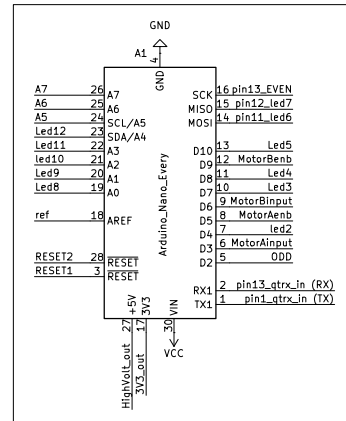 GND
A1
4
GND
A7 26 A7
A6 25 A6
A5 24 SCL/A5
Led12 23 SDA/A4
Led11 22 A3
led10 21 A2
Led9 20 A1
Led8 19 A0
ref 18 AREF
RESET2 28 RESET
RESET1 3 RESET
Arduino_Nano_Every
SCK 16 pin13_EVEN
MISO 15 pin12_led7
MOSI 14 pin11_led6
D10 13 Led5
D9 12 MotorBenb
D8 11 Led4
D7 10 Led3
D6 9 MotorBinput
D5 8 MotorAenb
D4 7 led2
D3 6 MotorAinput
D2 5 ODD
RX1 2 pin13_qtrx_in (RX)
TX1 1 pin1_qtrx_in (TX)
+5V 3V3 VIN
27 17 30
HighVolt_out
3V3_out
VCC